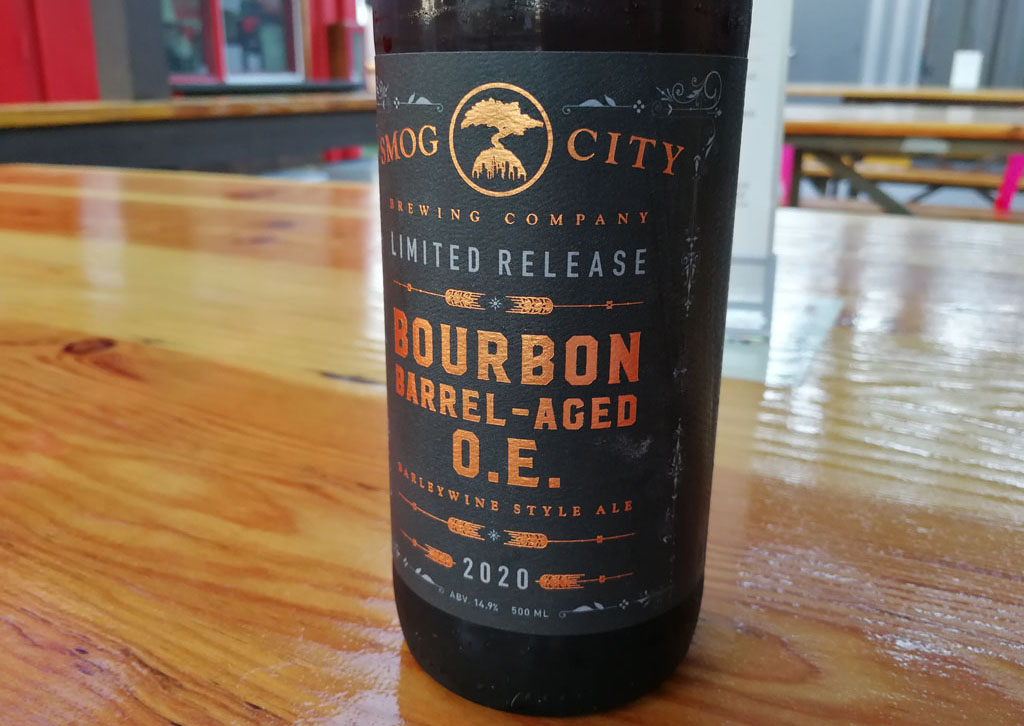 SMOG CITY
BREWING COMPANY
LIMITED RELEASE
BOURBON
BARREL-AGED
O.E.
BARLEYWINE STYLE ALE
2020
ABV. 14.9% 500 ML